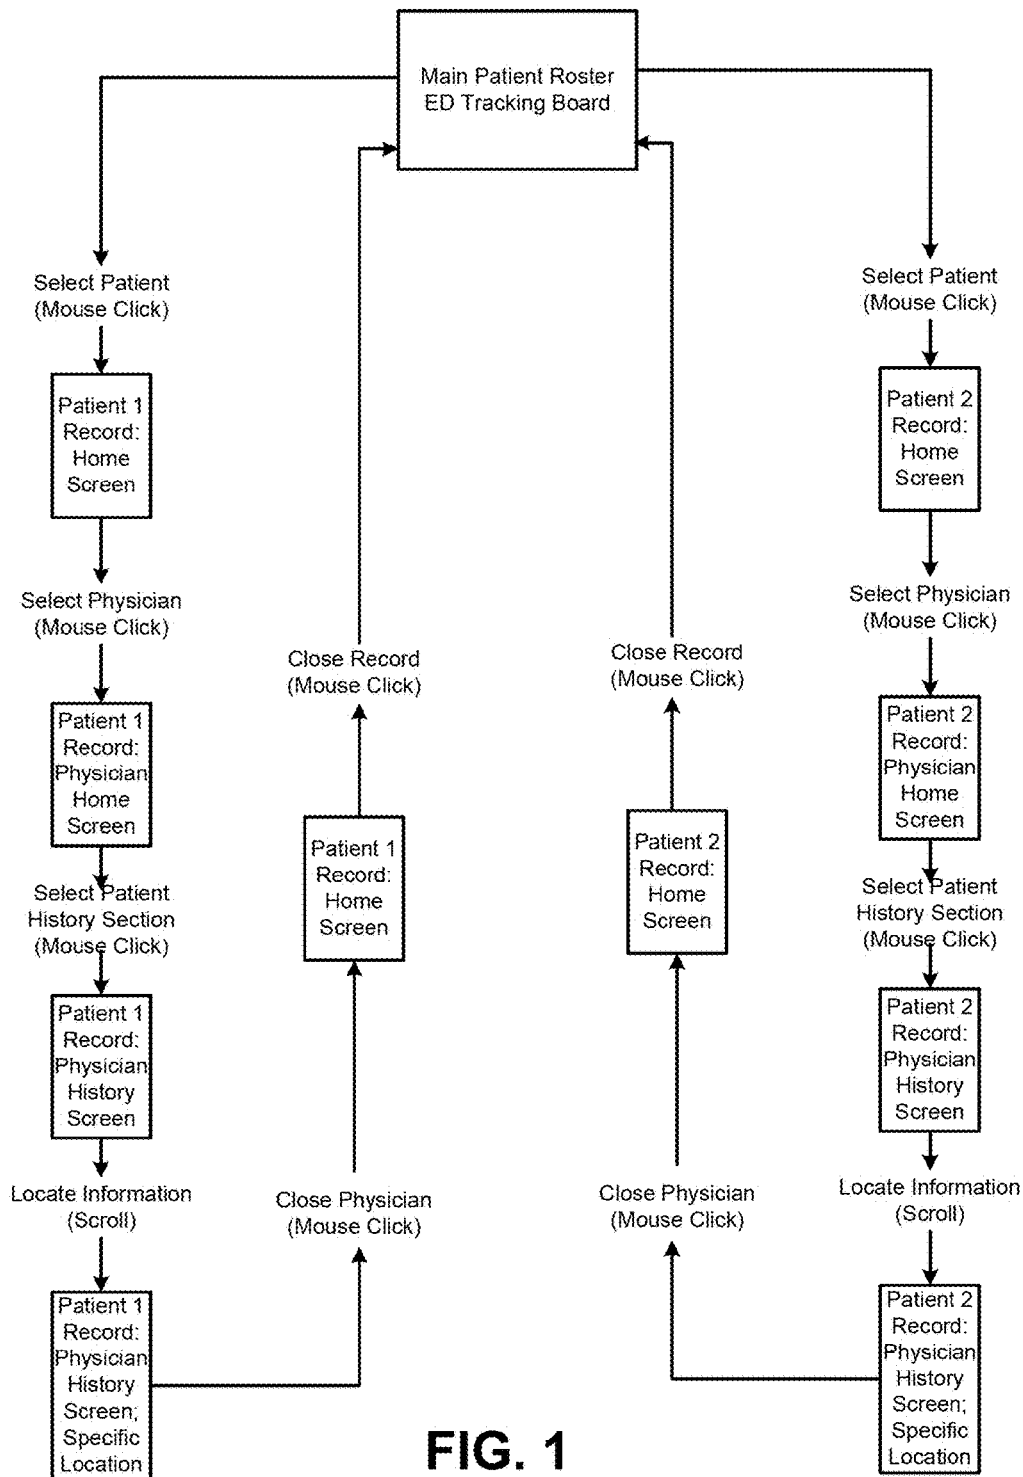 Main Patient Roster
ED Tracking Board
Select Patient
(Mouse Click)
Patient 1
Record:
Home
Screen
Select Physician
(Mouse Click)
Patient 1
Record:
Physician
Home
Screen
Select Patient
History Section
(Mouse Click)
Patient 1
Record:
Physician
History
Screen
Locate Information
(Scroll)
Patient 1
Record:
Physician
History
Screen;
Specific
Location
Close Physician
(Mouse Click)
Patient 1
Record:
Home
Screen
Close Record
(Mouse Click)
Select Patient
(Mouse Click)
Patient 2
Record:
Home
Screen
Select Physician
(Mouse Click)
Patient 2
Record:
Physician
Home
Screen
Select Patient
History Section
(Mouse Click)
Patient 2
Record:
Physician
History
Screen
Locate Information
(Scroll)
Patient 2
Record:
Physician
History
Screen;
Specific
Location
Close Physician
(Mouse Click)
Patient 2
Record:
Home
Screen
Close Record
(Mouse Click)
FIG. 1